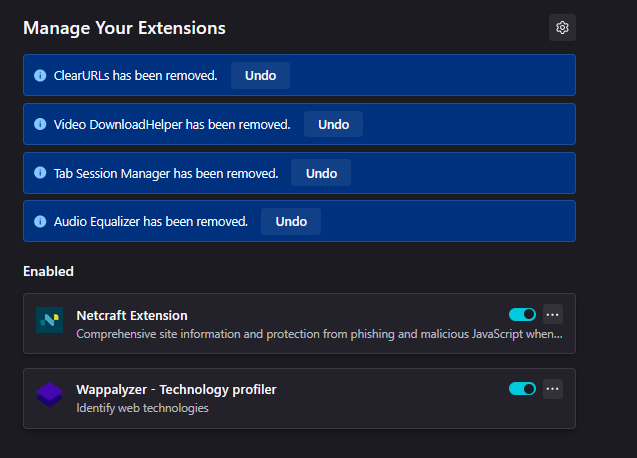 Manage Your Extensions
ClearURLs has been removed. Undo
Video DownloadHelper has been removed. Undo
Tab Session Manager has been removed. Undo
Audio Equalizer has been removed. Undo
Enabled
Netcraft Extension
Comprehensive site information and protection from phishing and malicious JavaScript when...
Wappalyzer - Technology profiler
Identify web technologies